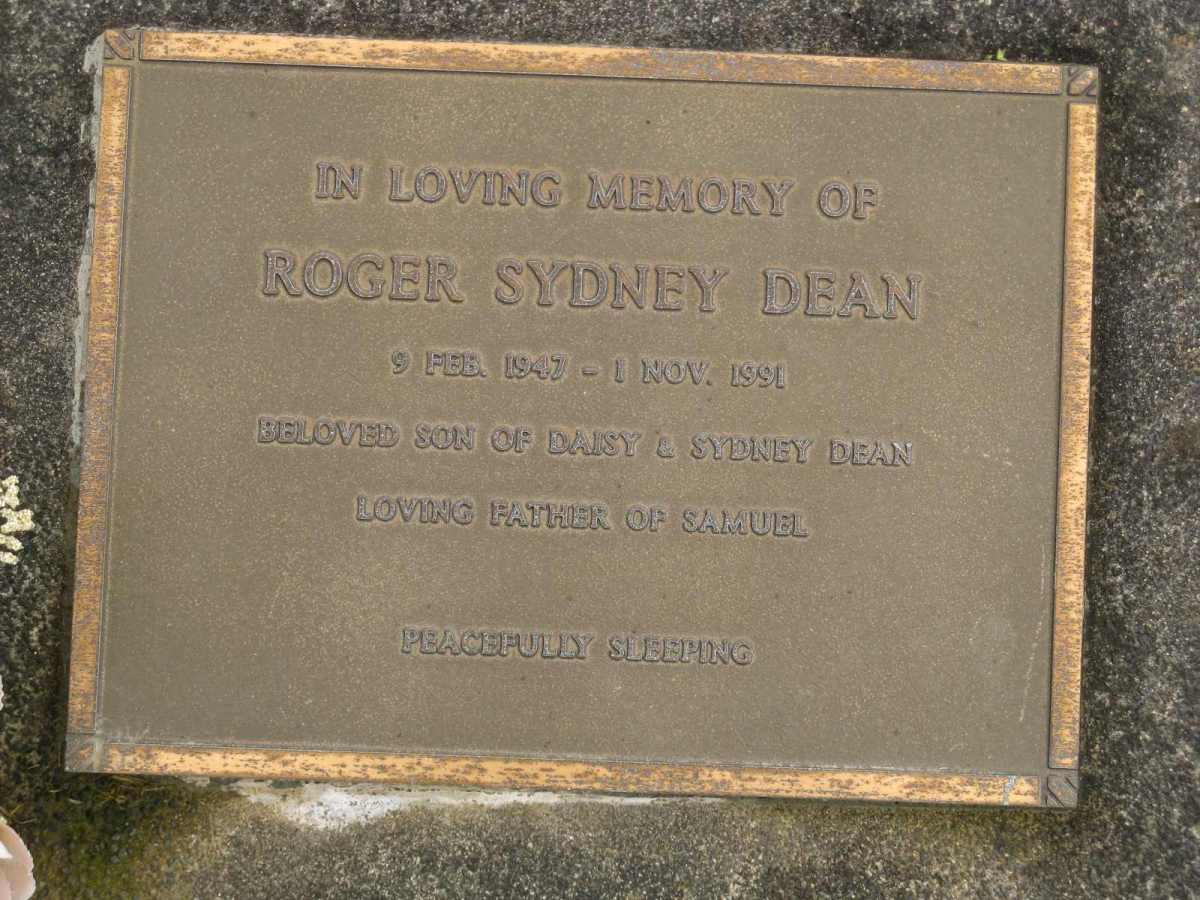 IN LOVING MEMORY OF
ROGER SYDNEY DEAN
9 FEB. 1947 - 1 NOV. 1991
BELOVED SON OF DAISY & SYDNEY DEAN
LOVING FATHER OF SAMUEL
PEACEFULLY SLEEPING